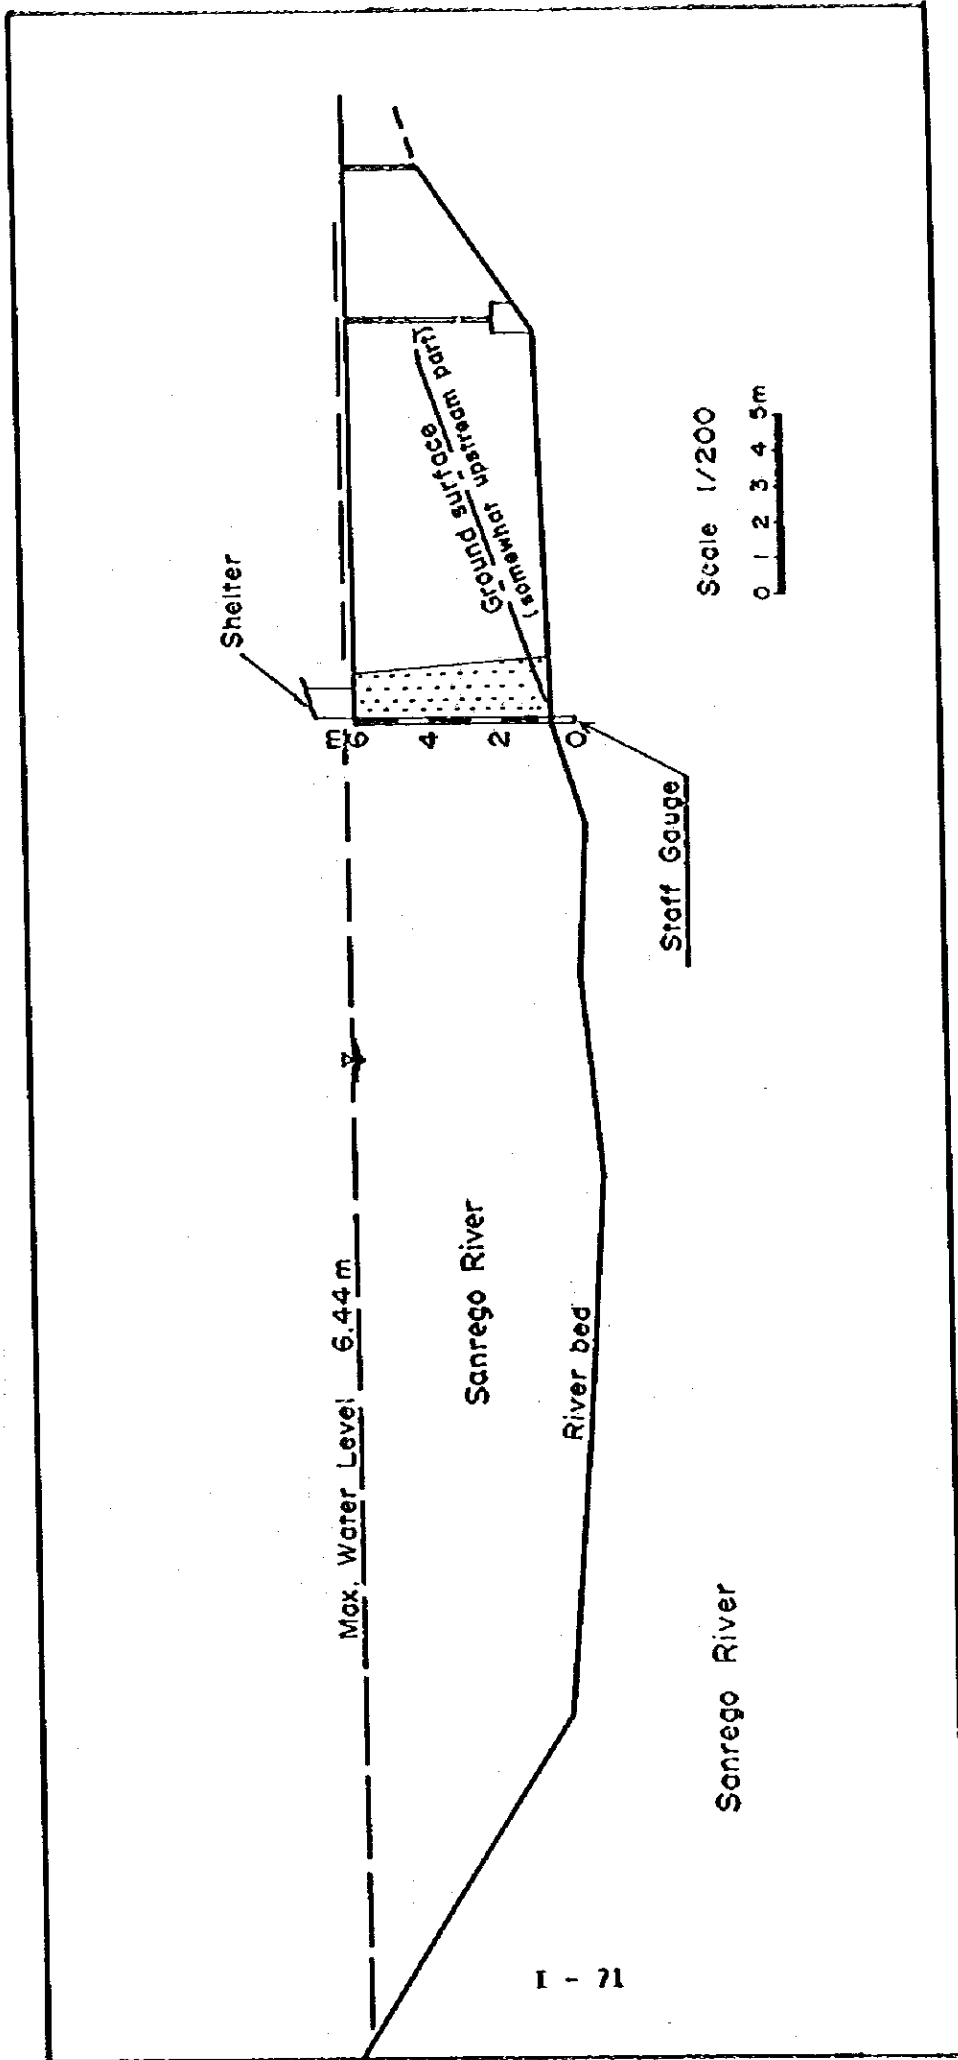 Shelter
Max. Water Level 6.44m
m
6
4
2
0
Ground surface
(somewhat upstream part)
Sanrego River
River bed
Staff Gauge
Scale 1/200
0 1 2 3 4 5m
Sanrego River
I - 71